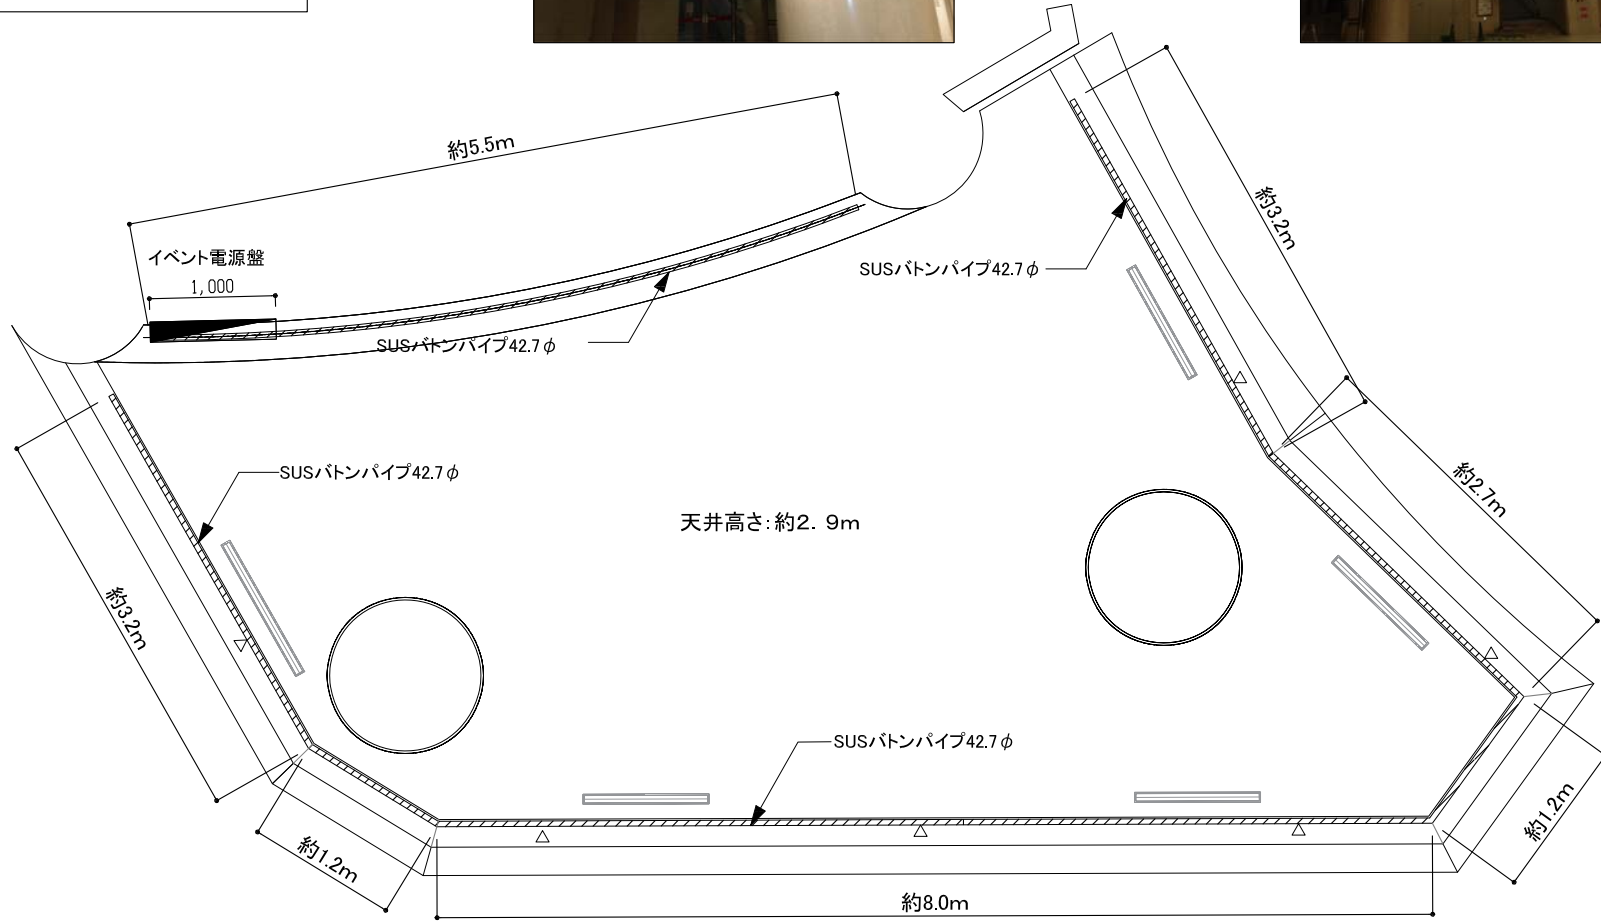 約5.5m
イベント電源盤
1,000
SUSバトンパイプ42.7φ
SUSバトンパイプ42.7φ
約3.2m
SUSバトンパイプ42.7φ
約2.7m
天井高さ:約2．9m
約3.2m
SUSバトンパイプ42.7φ
約1.2m
約1.2m
約8.0m